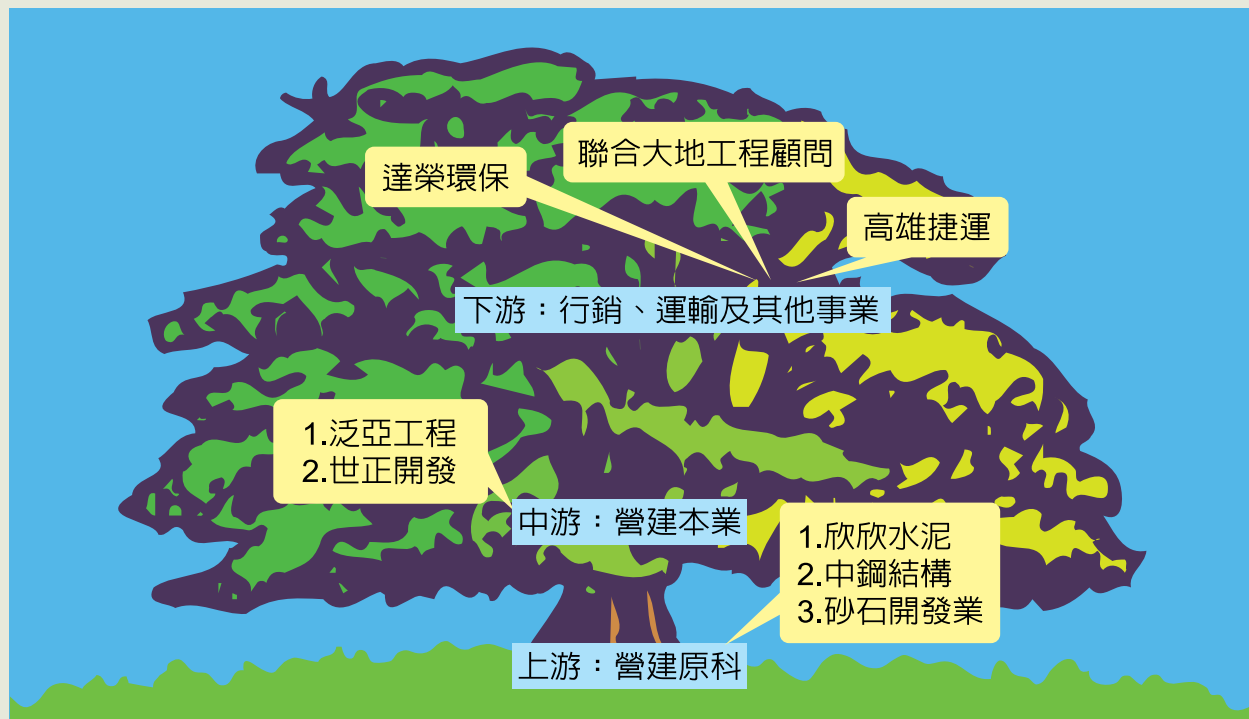 聯合大地工程顧問
達榮環保
高雄捷運
下游：行銷、運輸及其他事業
1.泛亞工程
2.世正開發
中游：營建本業
1.欣欣水泥
2.中鋼結構
3.砂石開發業
上游：營建原科